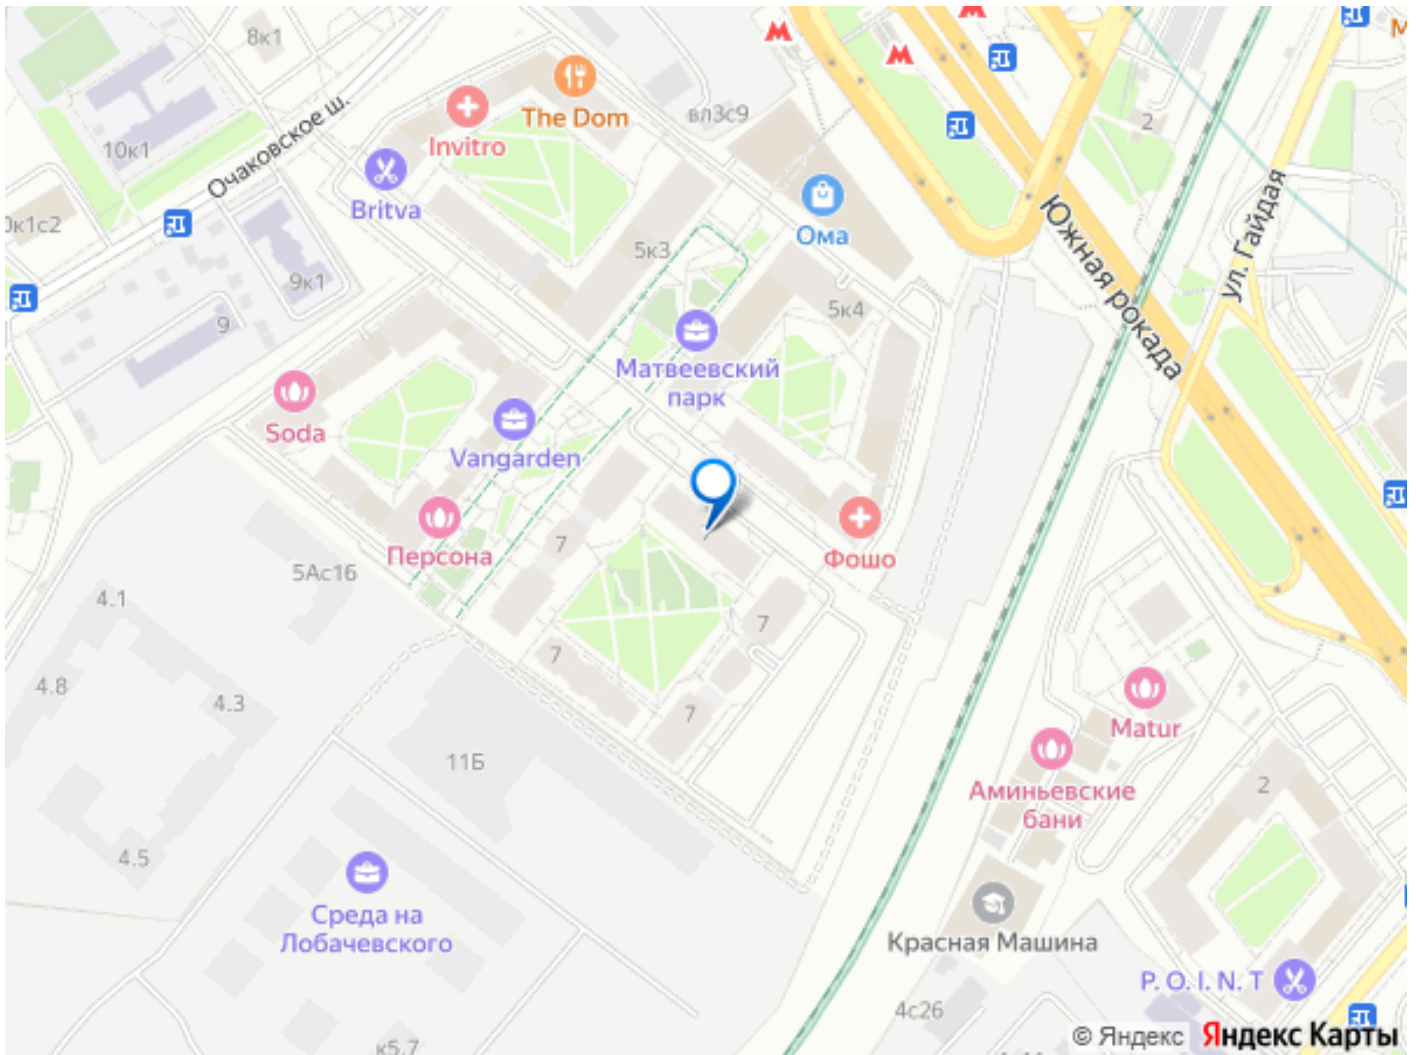 8к1
The Dom
вл3с9
2
Invitro
10к1
Очаковское ш.
Britva
ул. Гайдая
Ома
Южная рокада
5к3
9к1
5к4
9
Матвеевский
парк
Soda
Vangarden
Персона
7
Фошо
5Ас16
4.1
7
7
4.8
4.3
7
Matur
11Б
Аминьевские
бани
2
4.5
Среда на
Лобачевского
Красная Машина
P. O. I. N. T
4с26
к5.7
© Яндекс Яндекс Карты